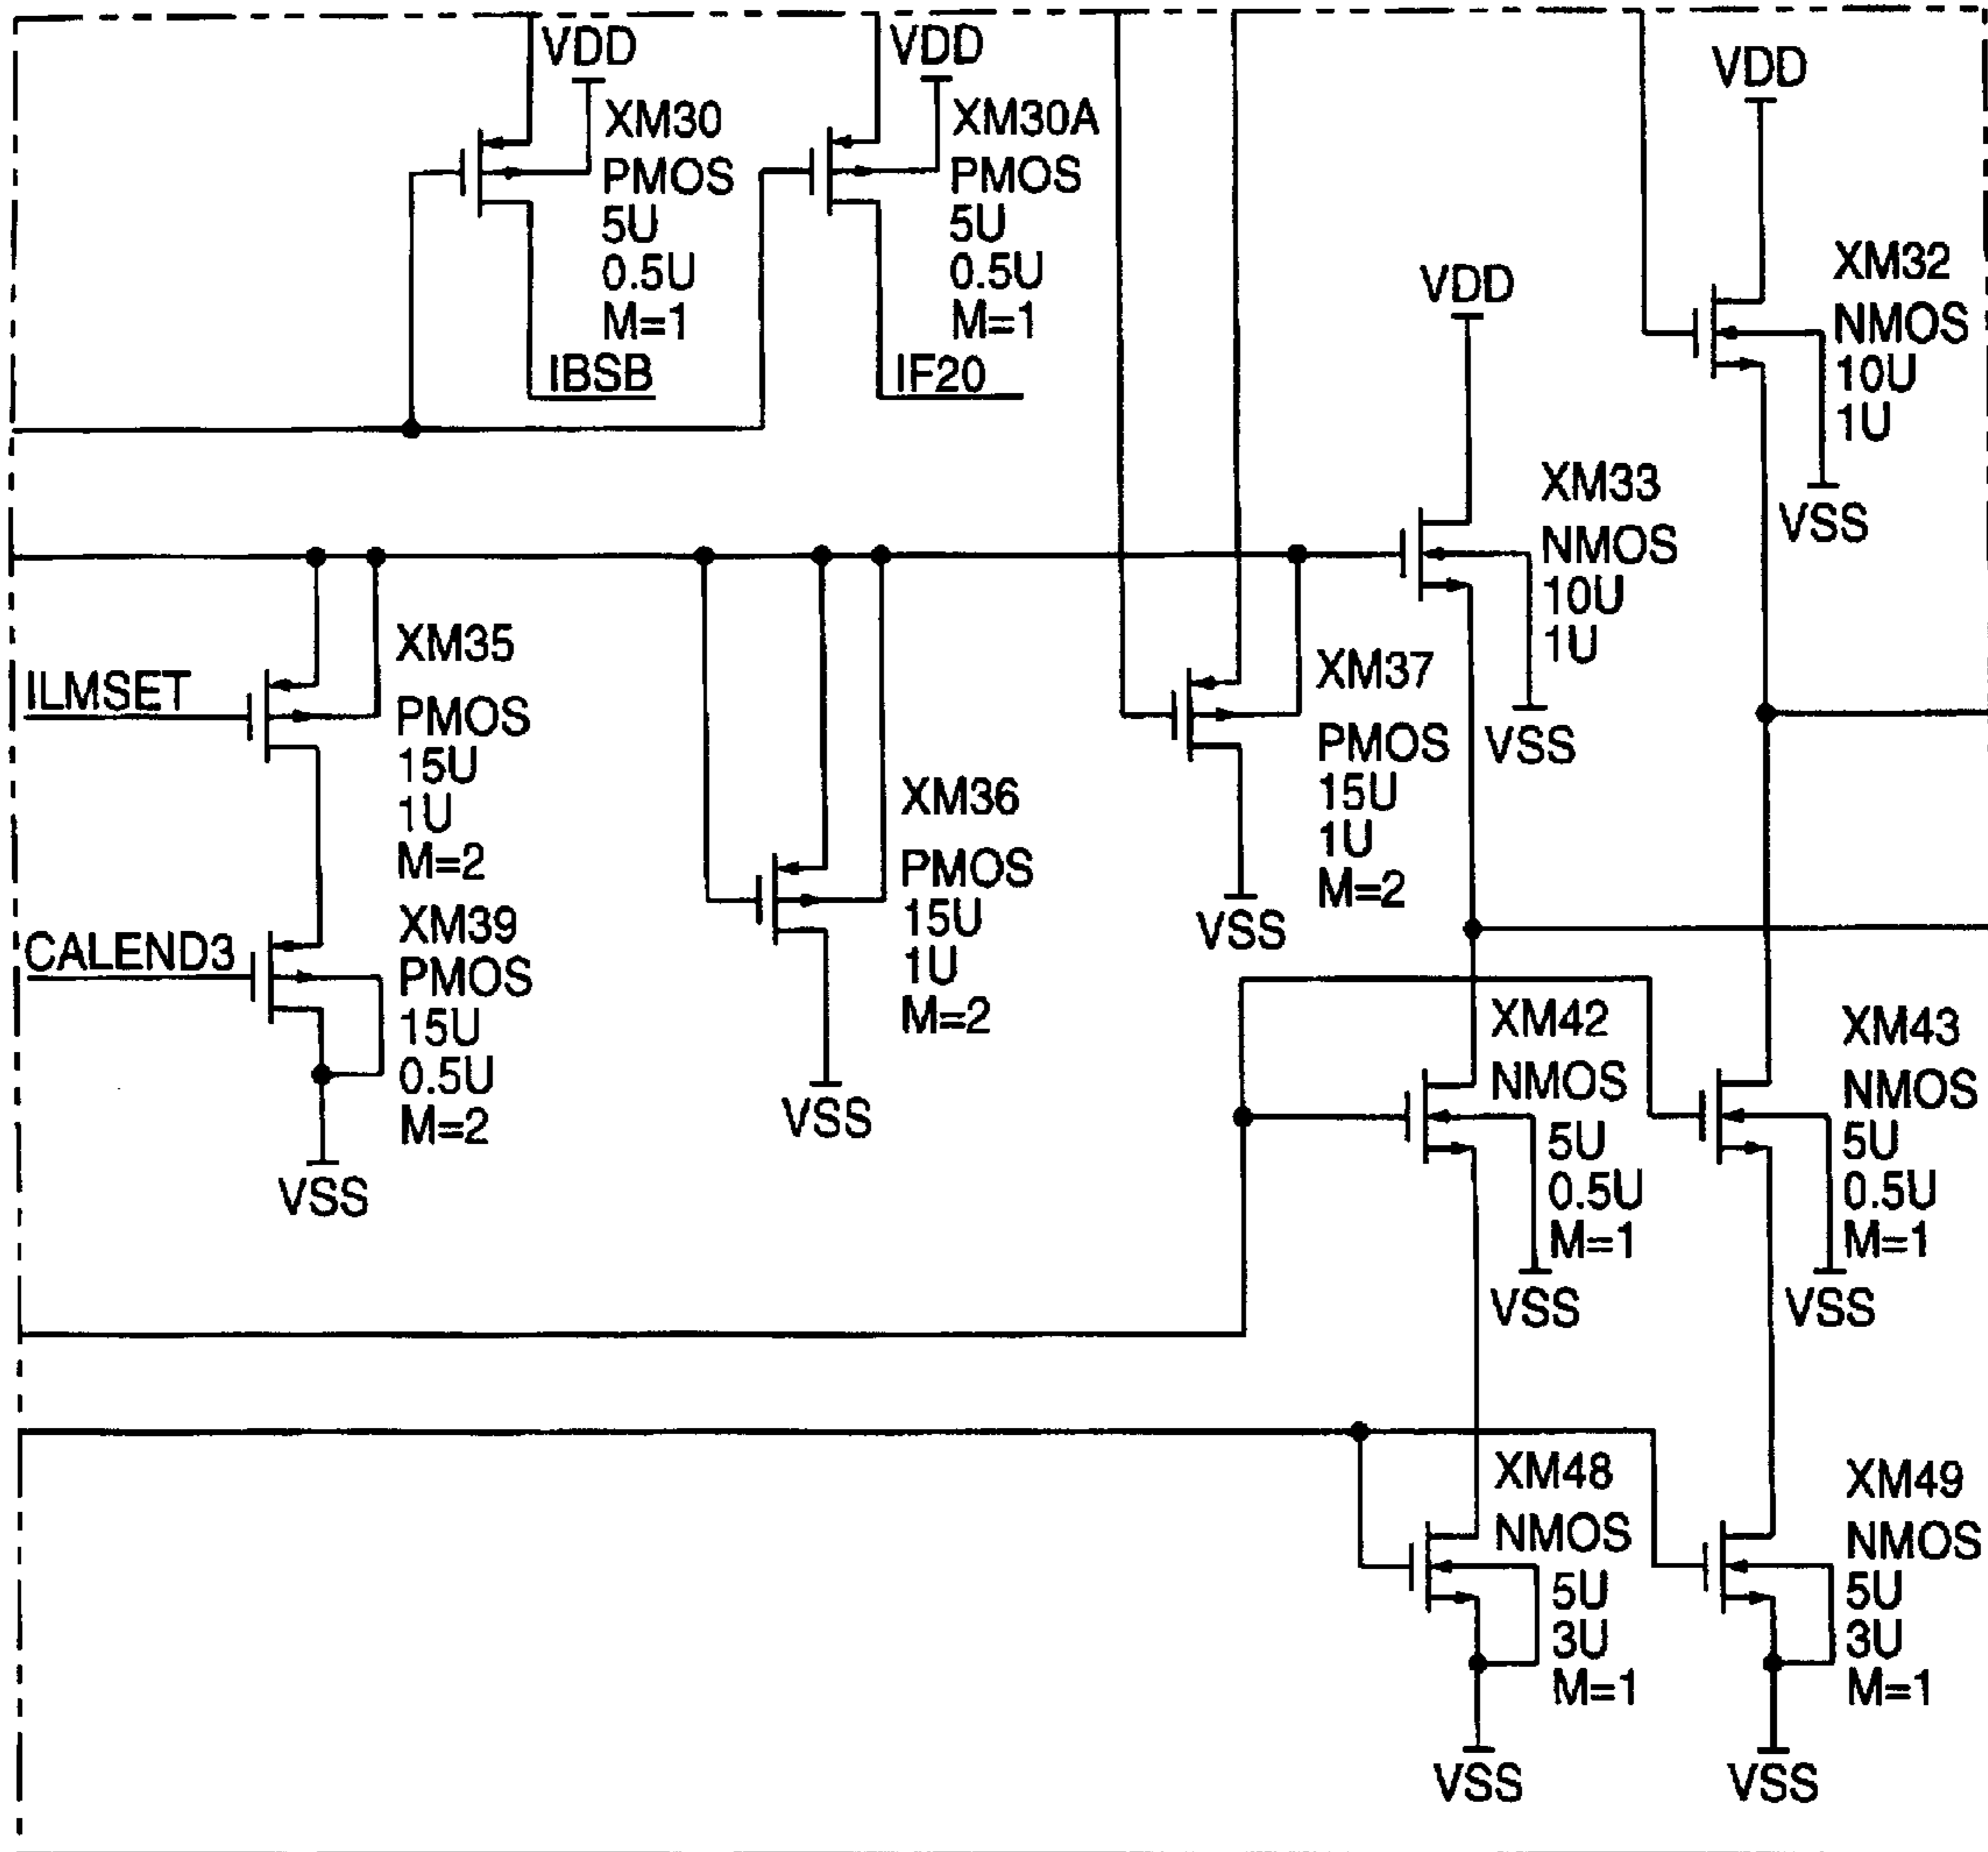 VDD
XM30
PMOS
5U
0.5U
M=1
IBSB
VDD
XM30A
PMOS
5U
0.5U
M=1
IF20
VDD
XM32
NMOS
10U
1U
VSS
VDD
XM33
NMOS
10U
1U
VSS
ILMSET
XM35
PMOS
15U
1U
M=2
CALEND3
XM39
PMOS
15U
0.5U
M=2
VSS
XM36
PMOS
15U
1U
M=2
VSS
XM37
PMOS
15U
1U
M=2
VSS
XM42
NMOS
5U
0.5U
M=1
VSS
XM43
NMOS
5U
0.5U
M=1
VSS
XM48
NMOS
5U
3U
M=1
VSS
XM49
NMOS
5U
3U
M=1
VSS